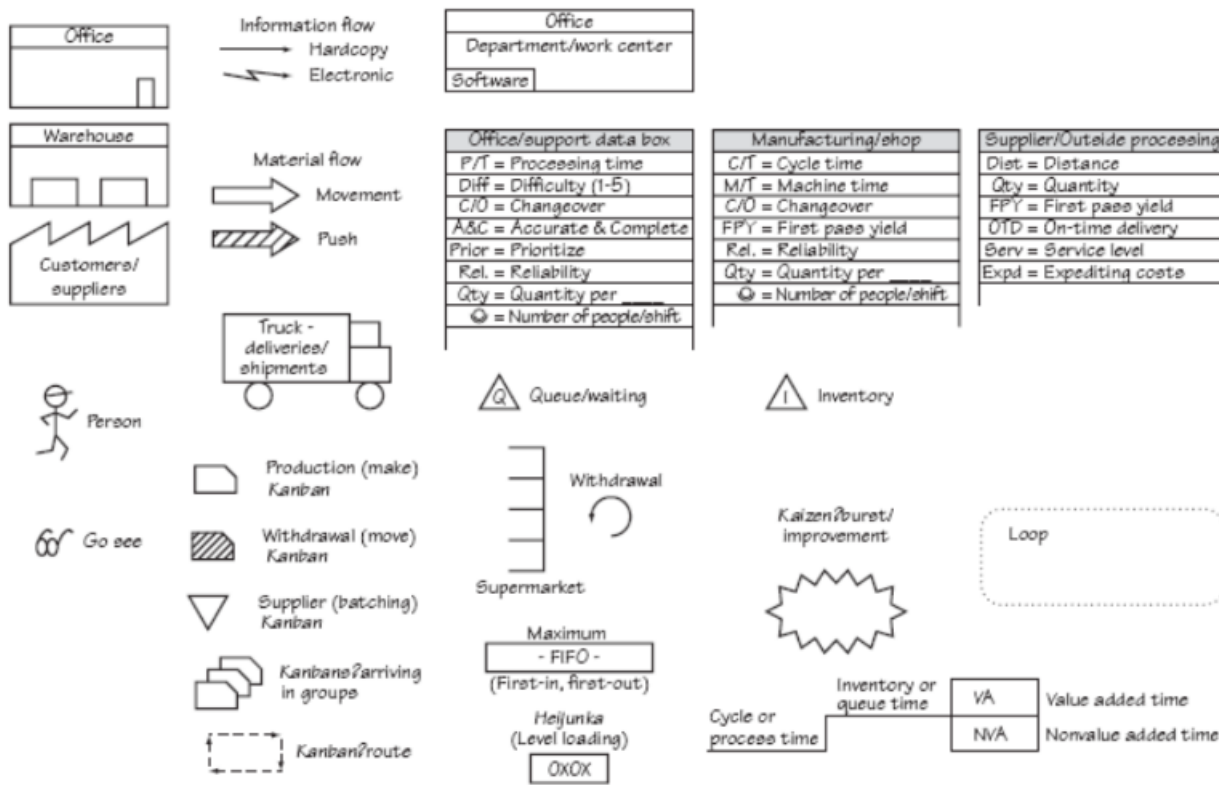 Office
Information flow
Hardcopy
Electronic
Office
Department/work center
Software
Warehouse
Material flow
Movement
Push
Customers/
suppliers
Office/support data box
P/T = Processing time
Diff = Difficulty (1-5)
C/O = Changeover
A&C = Accurate & Complete
Prior = Prioritize
Rel. = Reliability
Qty = Quantity per ____
= Number of people/shift
Manufacturing/shop
C/T = Cycle time
M/T = Machine time
C/O = Changeover
FPY = First pass yield
Rel. = Reliability
Qty = Quantity per ____
= Number of people/shift
Supplier/Outside processing
Dist = Distance
Qty = Quantity
FPY = First pass yield
OTD = On-time delivery
Serv = Service level
Expd = Expediting costs
Truck -
deliveries/
shipments
Person
Q Queue/waiting
I Inventory
Go see
Production (make)
Kanban
Withdrawal (move)
Kanban
Supplier (batching)
Kanban
Kanbans?arriving
in groups
Kanban?route
Withdrawal
Supermarket
Maximum
- FIFO -
(First-in, first-out)
Heijunka
(Level loading)
OXOX
Kaizen?burst/
improvement
Loop
Cycle or
process time
Inventory or
queue time
VA Value added time
NVA Nonvalue added time